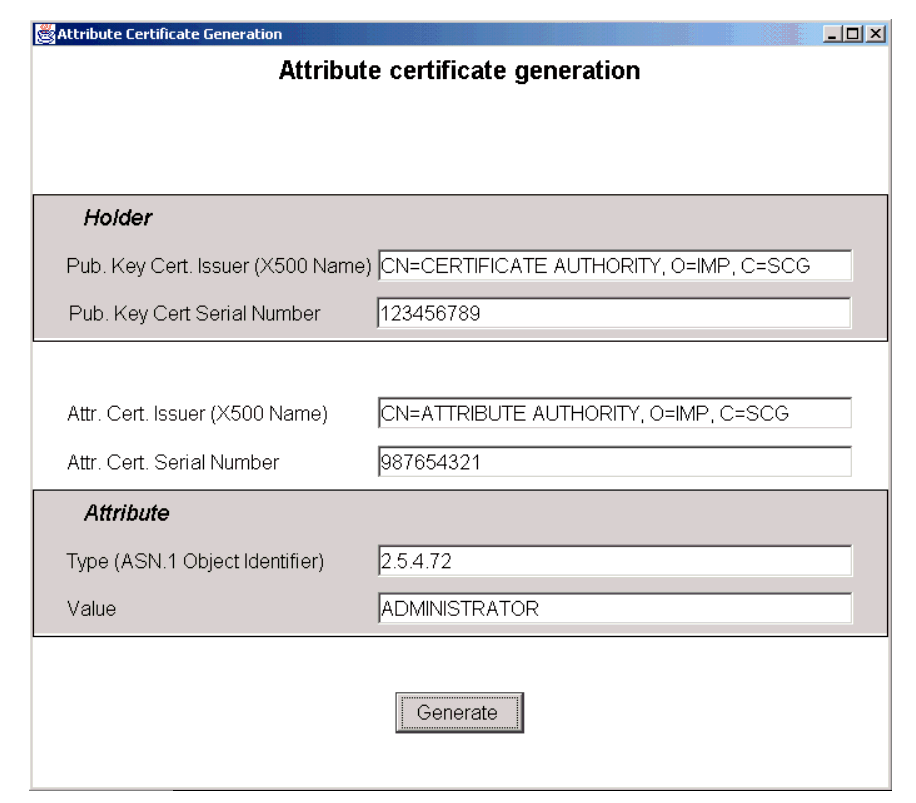 Attribute Certificate Generation
Attribute certificate generation
Holder
Pub. Key Cert. Issuer (X500 Name) CN=CERTIFICATE AUTHORITY, O=IMP, C=SCG
Pub. Key Cert Serial Number 123456789
Attr. Cert. Issuer (X500 Name) CN=ATTRIBUTE AUTHORITY, O=IMP, C=SCG
Attr. Cert. Serial Number 987654321
Attribute
Type (ASN.1 Object Identifier) 2.5.4.72
Value ADMINISTRATOR
Generate